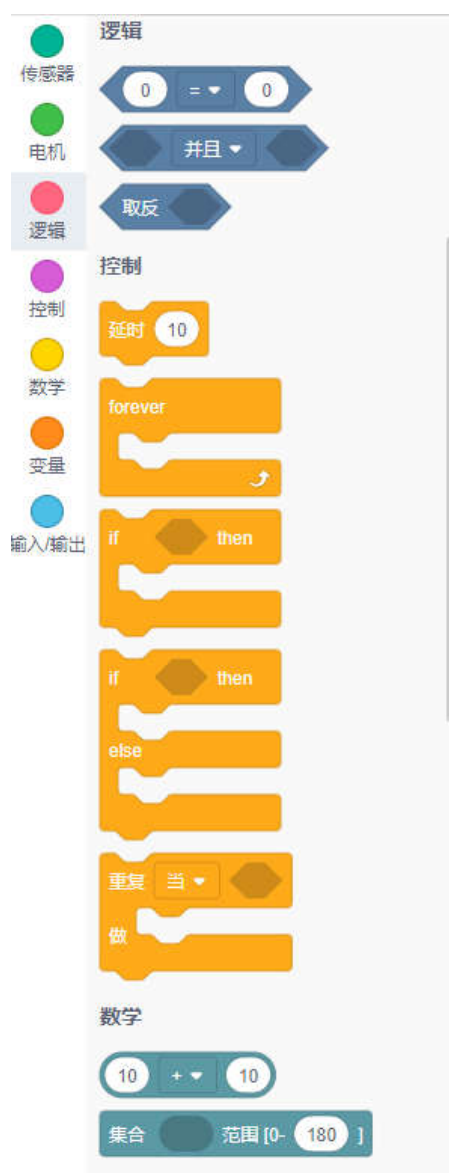 传感器
电机
逻辑
控制
数学
变量
输入/输出
逻辑
0 = 0
并且
取反
控制
延时 10
forever
if then
if then
else
重复 当
做
数学
10 + 10
集合 范围 [0- 180 ]